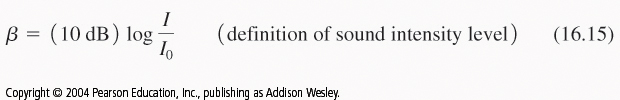 β = (10 dB) log I/I₀ (definition of sound intensity level) (16.15)
Copyright © 2004 Pearson Education, Inc., publishing as Addison Wesley.